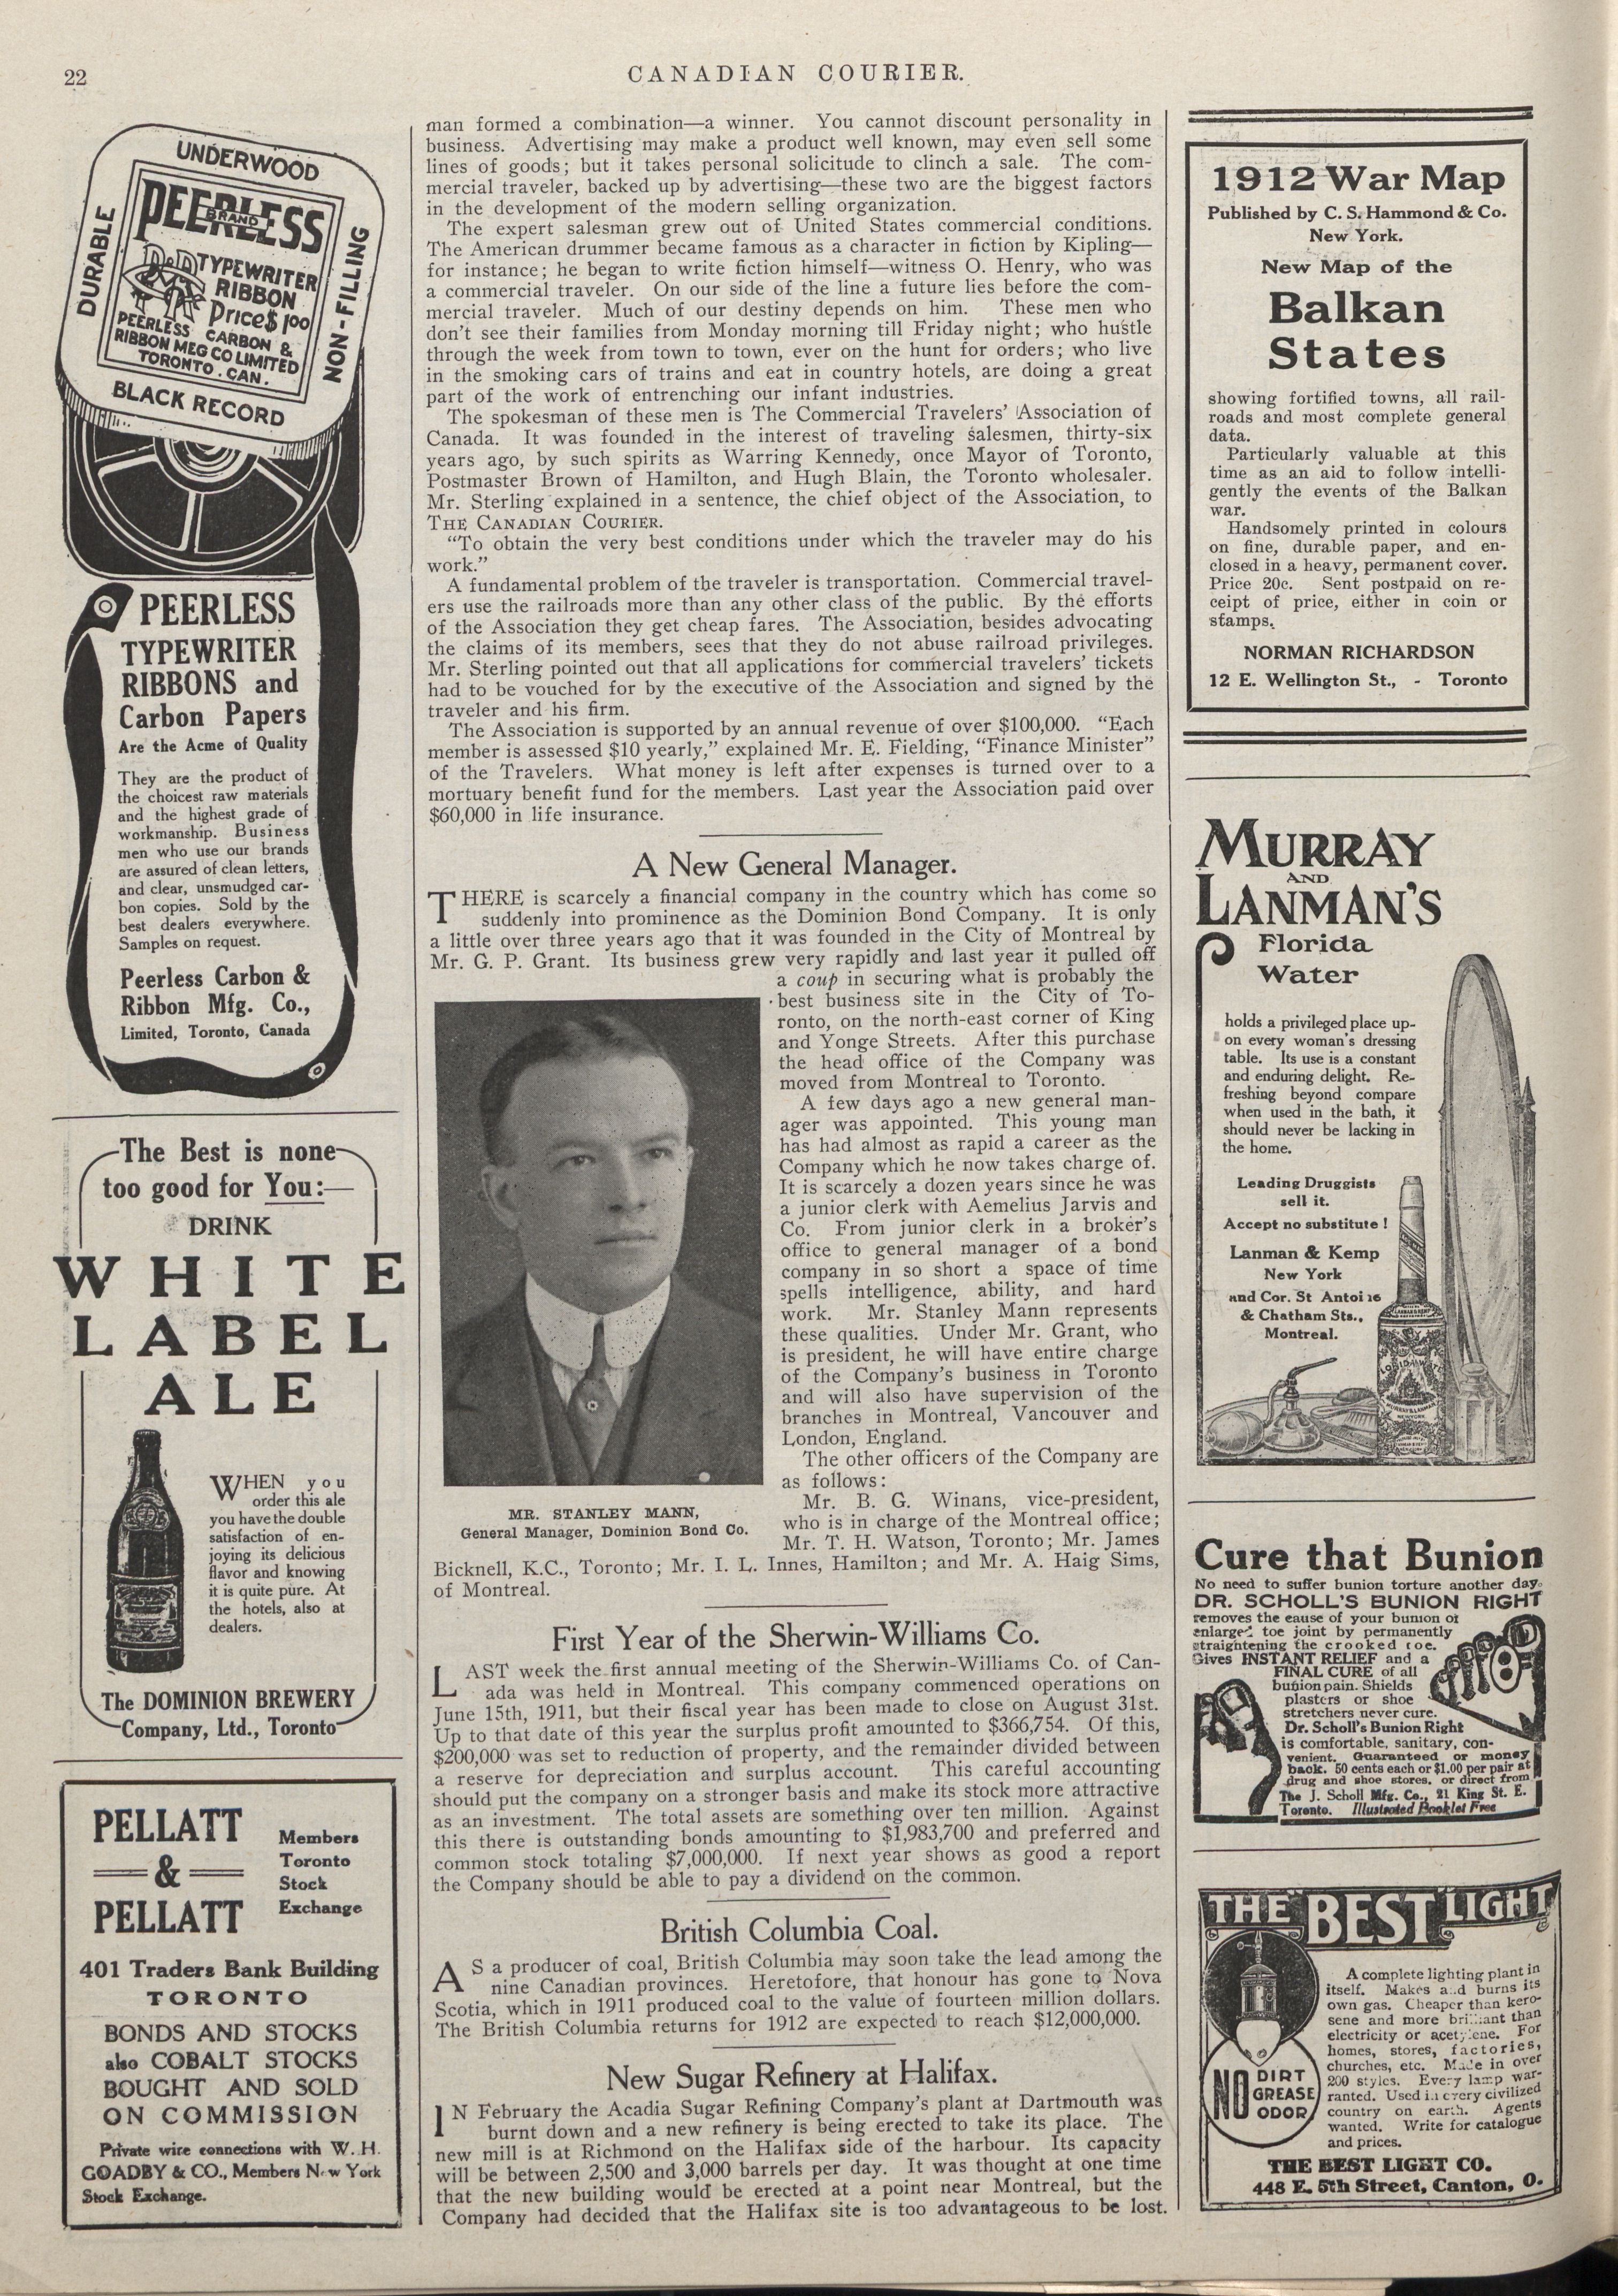 22
CANADIAN COURIER.
UNDERWOOD
DURABLE
PEERLESS
BRAND
TYPEWRITER
RIBBON
Price $1.00
PEERLESS CARBON &
RIBBON MFG CO LIMITED
TORONTO. CAN.
NON-FILLING
BLACK RECORD
PEERLESS
TYPEWRITER
RIBBONS and
Carbon Papers
Are the Acme of Quality
They are the product of
the choicest raw materials
and the highest grade of
workmanship. Business
men who use our brands
are assured of clean letters,
and clear, unsmudged car-
bon copies. Sold by the
best dealers everywhere.
Samples on request.
Peerless Carbon &
Ribbon Mfg. Co.,
Limited, Toronto, Canada
The Best is none
too good for You:—
DRINK
WHITE
LABEL
ALE
WHEN you
order this ale
you have the double
satisfaction of en-
joying its delicious
flavor and knowing
it is quite pure. At
the hotels, also at
dealers.
The DOMINION BREWERY
Company, Ltd., Toronto
PELLATT
&
PELLATT
Members
Toronto
Stock
Exchange
401 Traders Bank Building
TORONTO
BONDS AND STOCKS
also COBALT STOCKS
BOUGHT AND SOLD
ON COMMISSION
Private wire connections with W. H.
GOADBY & CO., Members New York
Stock Exchange.
man formed a combination—a winner. You cannot discount personality in
business. Advertising may make a product well known, may even sell some
lines of goods; but it takes personal solicitude to clinch a sale. The com-
mercial traveler, backed up by advertising—these two are the biggest factors
in the development of the modern selling organization.
The expert salesman grew out of United States commercial conditions.
The American drummer became famous as a character in fiction by Kipling—
for instance; he began to write fiction himself—witness O. Henry, who was
a commercial traveler. On our side of the line a future lies before the com-
mercial traveler. Much of our destiny depends on him. These men who
don't see their families from Monday morning till Friday night; who hustle
through the week from town to town, ever on the hunt for orders; who live
in the smoking cars of trains and eat in country hotels, are doing a great
part of the work of entrenching our infant industries.
The spokesman of these men is The Commercial Travelers' Association of
Canada. It was founded in the interest of traveling salesmen, thirty-six
years ago, by such spirits as Warring Kennedy, once Mayor of Toronto,
Postmaster Brown of Hamilton, and Hugh Blain, the Toronto wholesaler.
Mr. Sterling explained in a sentence, the chief object of the Association, to
THE CANADIAN COURIER.
"To obtain the very best conditions under which the traveler may do his
work."
A fundamental problem of the traveler is transportation. Commercial travel-
ers use the railroads more than any other class of the public. By the efforts
of the Association they get cheap fares. The Association, besides advocating
the claims of its members, sees that they do not abuse railroad privileges.
Mr. Sterling pointed out that all applications for commercial travelers' tickets
had to be vouched for by the executive of the Association and signed by the
traveler and his firm.
The Association is supported by an annual revenue of over $100,000. "Each
member is assessed $10 yearly," explained Mr. E. Fielding, "Finance Minister"
of the Travelers. What money is left after expenses is turned over to a
mortuary benefit fund for the members. Last year the Association paid over
$60,000 in life insurance.
A New General Manager.
THERE is scarcely a financial company in the country which has come so
suddenly into prominence as the Dominion Bond Company. It is only
a little over three years ago that it was founded in the City of Montreal by
Mr. G. P. Grant. Its business grew very rapidly and last year it pulled off
a coup in securing what is probably the
best business site in the City of To-
ronto, on the north-east corner of King
and Yonge Streets. After this purchase
the head office of the Company was
moved from Montreal to Toronto.
A few days ago a new general man-
ager was appointed. This young man
has had almost as rapid a career as the
Company which he now takes charge of.
It is scarcely a dozen years since he was
a junior clerk with Aemelius Jarvis and
Co. From junior clerk in a broker's
office to general manager of a bond
company in so short a space of time
spells intelligence, ability, and hard
work. Mr. Stanley Mann represents
these qualities. Under Mr. Grant, who
is president, he will have entire charge
of the Company's business in Toronto
and will also have supervision of the
branches in Montreal, Vancouver and
London, England.
The other officers of the Company are
as follows:
Mr. B. G. Winans, vice-president,
who is in charge of the Montreal office;
Mr. T. H. Watson, Toronto; Mr. James
Bicknell, K.C., Toronto; Mr. I. L. Innes, Hamilton; and Mr. A. Haig Sims,
of Montreal.
MR. STANLEY MANN,
General Manager, Dominion Bond Co.
First Year of the Sherwin-Williams Co.
LAST week the first annual meeting of the Sherwin-Williams Co. of Can-
ada was held in Montreal. This company commenced operations on
June 15th, 1911, but their fiscal year has been made to close on August 31st.
Up to that date of this year the surplus profit amounted to $366,754. Of this,
$200,000 was set to reduction of property, and the remainder divided between
a reserve for depreciation and surplus account. This careful accounting
should put the company on a stronger basis and make its stock more attractive
as an investment. The total assets are something over ten million. Against
this there is outstanding bonds amounting to $1,983,700 and preferred and
common stock totaling $7,000,000. If next year shows as good a report
the Company should be able to pay a dividend on the common.
British Columbia Coal.
AS a producer of coal, British Columbia may soon take the lead among the
nine Canadian provinces. Heretofore, that honour has gone to Nova
Scotia, which in 1911 produced coal to the value of fourteen million dollars.
The British Columbia returns for 1912 are expected to reach $12,000,000.
New Sugar Refinery at Halifax.
IN February the Acadia Sugar Refining Company's plant at Dartmouth was
burnt down and a new refinery is being erected to take its place. The
new mill is at Richmond on the Halifax side of the harbour. Its capacity
will be between 2,500 and 3,000 barrels per day. It was thought at one time
that the new building would be erected at a point near Montreal, but the
Company had decided that the Halifax site is too advantageous to be lost.
1912 War Map
Published by C. S. Hammond & Co.
New York.
New Map of the
Balkan
States
showing fortified towns, all rail-
roads and most complete general
data.
Particularly valuable at this
time as an aid to follow intelli-
gently the events of the Balkan
war.
Handsomely printed in colours
on fine, durable paper, and en-
closed in a heavy, permanent cover.
Price 20c. Sent postpaid on re-
ceipt of price, either in coin or
stamps.
NORMAN RICHARDSON
12 E. Wellington St., - Toronto
MURRAY
AND
LANMAN'S
Florida
Water
holds a privileged place up-
on every woman's dressing
table. Its use is a constant
and enduring delight. Re-
freshing beyond compare
when used in the bath, it
should never be lacking in
the home.
Leading Druggists
sell it.
Accept no substitute!
Lanman & Kemp
New York
and Cor. St Antoine
& Chatham Sts.,
Montreal.
Cure that Bunion
No need to suffer bunion torture another day.
DR. SCHOLL'S BUNION RIGHT
removes the cause of your bunion or
enlarged toe joint by permanently
straightening the crooked toe.
Gives INSTANT RELIEF and a
FINAL CURE of all
bunion pain. Shields
plasters or shoe
stretchers never cure.
Dr. Scholl's Bunion Right
is comfortable, sanitary, con-
venient. Guaranteed or money
back. 50 cents each or $1.00 per pair at
drug and shoe stores, or direct from
The J. Scholl Mfg. Co., 21 King St. E.
Toronto. Illustrated Booklet Free
THE BEST LIGHT
A complete lighting plant in
itself. Makes and burns its
own gas. Cheaper than kero-
sene and more brilliant than
electricity or acetylene. For
homes, stores, factories,
churches, etc. Made in over
200 styles. Every lamp war-
ranted. Used in every civilized
country on earth. Agents
wanted. Write for catalogue
and prices.
NO DIRT
GREASE
ODOR
THE BEST LIGHT CO.
448 E. 5th Street, Canton, O.